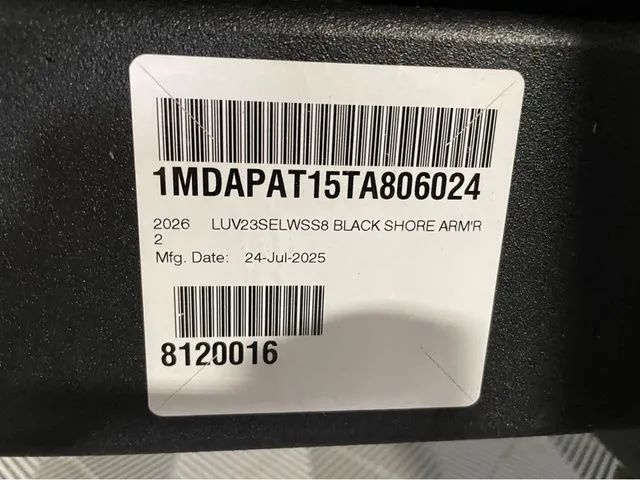 1MDAPAT15TA806024
2026 LUV23SELWSS8 BLACK SHORE ARM'R
2
Mfg. Date: 24-Jul-2025
8120016